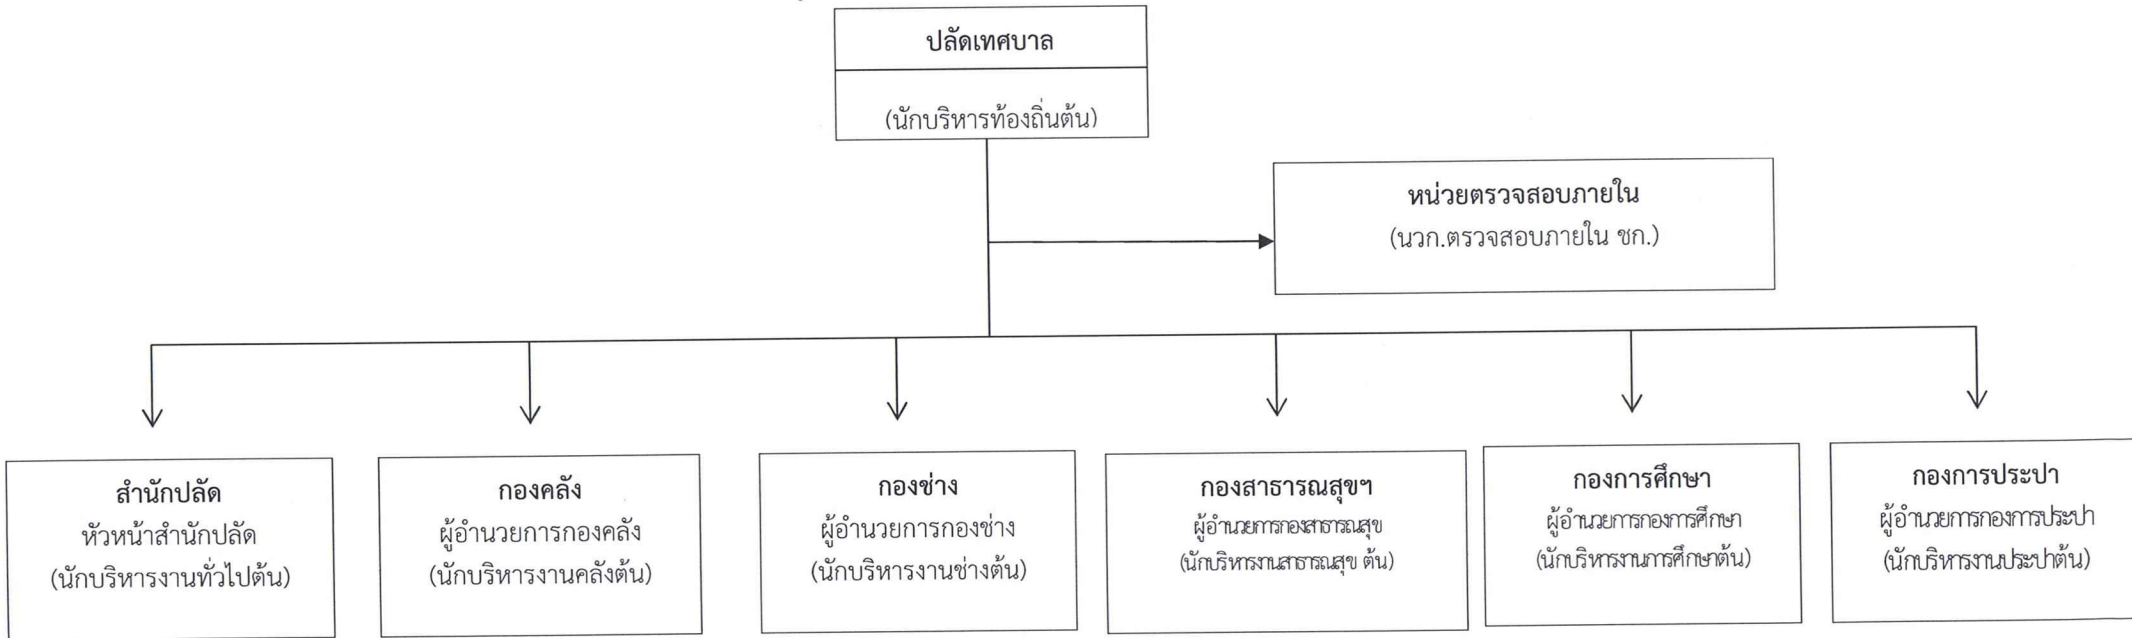 ปลัดเทศบาล
(นักบริหารท้องถิ่นต้น)
หน่วยตรวจสอบภายใน
(นวก.ตรวจสอบภายใน ชก.)
สำนักปลัด
หัวหน้าสำนักปลัด
(นักบริหารงานทั่วไปต้น)
กองคลัง
ผู้อำนวยการกองคลัง
(นักบริหารงานคลังต้น)
กองช่าง
ผู้อำนวยการกองช่าง
(นักบริหารงานช่างต้น)
กองสาธารณสุขฯ
ผู้อำนวยการกองสาธารณสุข
(นักบริหารงานสาธารณสุข ต้น)
กองการศึกษา
ผู้อำนวยการกองการศึกษา
(นักบริหารงานการศึกษาต้น)
กองการประปา
ผู้อำนวยการกองการประปา
(นักบริหารงานประปาต้น)